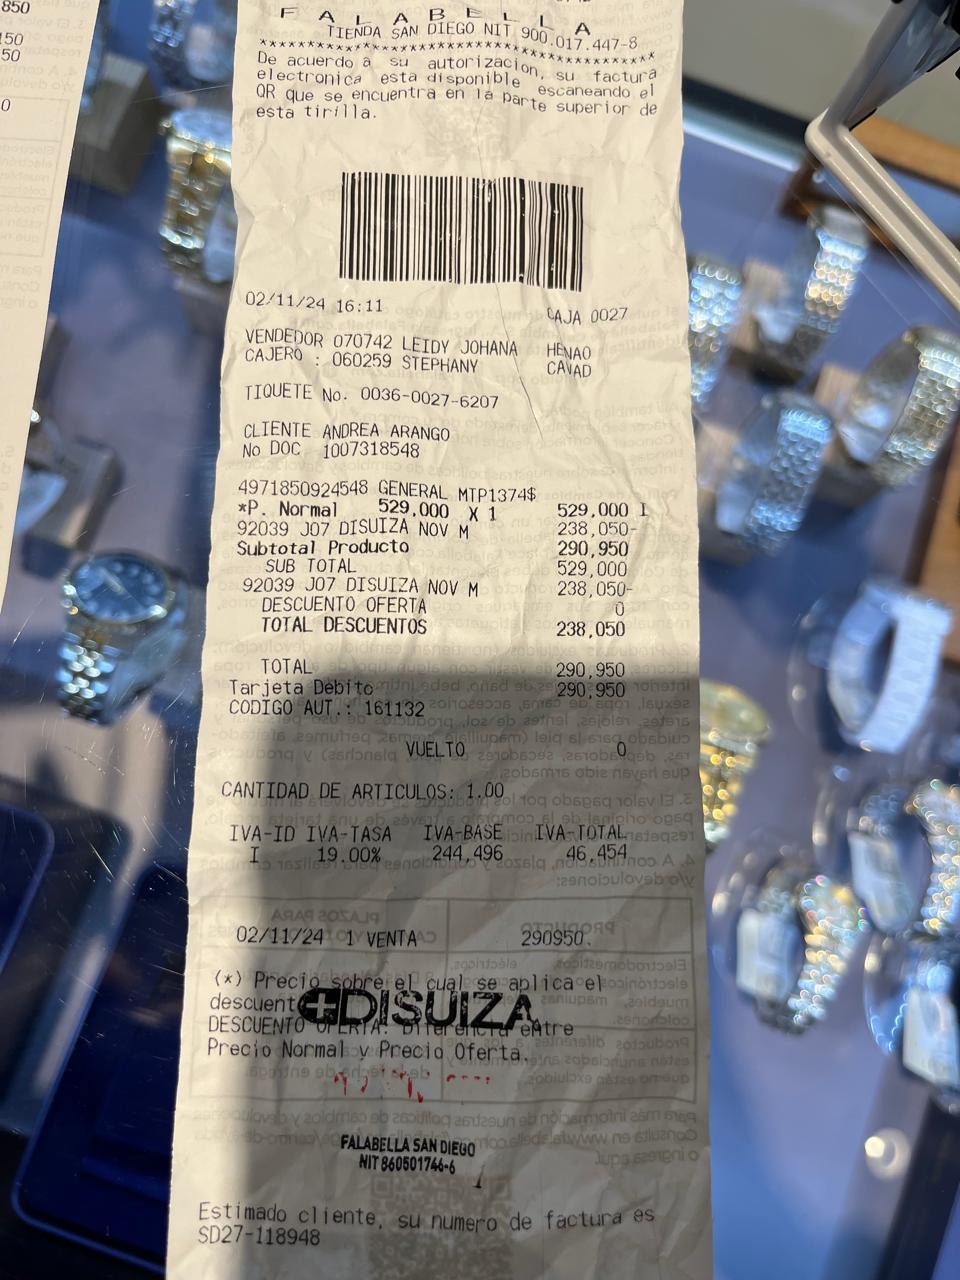 850
150
50
0
F A L A B E L L A
TIENDA SAN DIEGO NIT 900.017.447-8
****************************************
De acuerdo a su autorizacion, su factura
electronica esta disponible escaneando el
QR que se encuentra en la parte superior de
esta tirilla.
02/11/24 16:11 CAJA 0027
VENDEDOR 070742 LEIDY JOHANA HENAO
CAJERO : 060259 STEPHANY CAVAD
TIQUETE No. 0036-0027-6207
CLIENTE ANDREA ARANGO
No DOC 1007318548
4971850924548 GENERAL MTP1374$
*P. Normal 529.000 X 1 529,000 I
92039 J07 DISUIZA NOV M 238,050-
Subtotal Producto 290,950
SUB TOTAL 529,000
92039 J07 DISUIZA NOV M 238,050-
DESCUENTO OFERTA 0
TOTAL DESCUENTOS 238,050
TOTAL 290,950
Tarjeta Debito 290,950
CODIGO AUT.: 161132
VUELTO 0
CANTIDAD DE ARTICULOS: 1.00
IVA-ID IVA-TASA IVA-BASE IVA-TOTAL
I 19.00% 244,496 46,454
02/11/24 1 VENTA 290950.
(*) Precio sobre el cual se aplica el
descuent
DISUIZA
DESCUENTO OFERTA: Diferencia entre
Precio Normal y Precio Oferta.
FALABELLA SAN DIEGO
NIT 860501746-6
Estimado cliente, su numero de factura es
SD27-118948